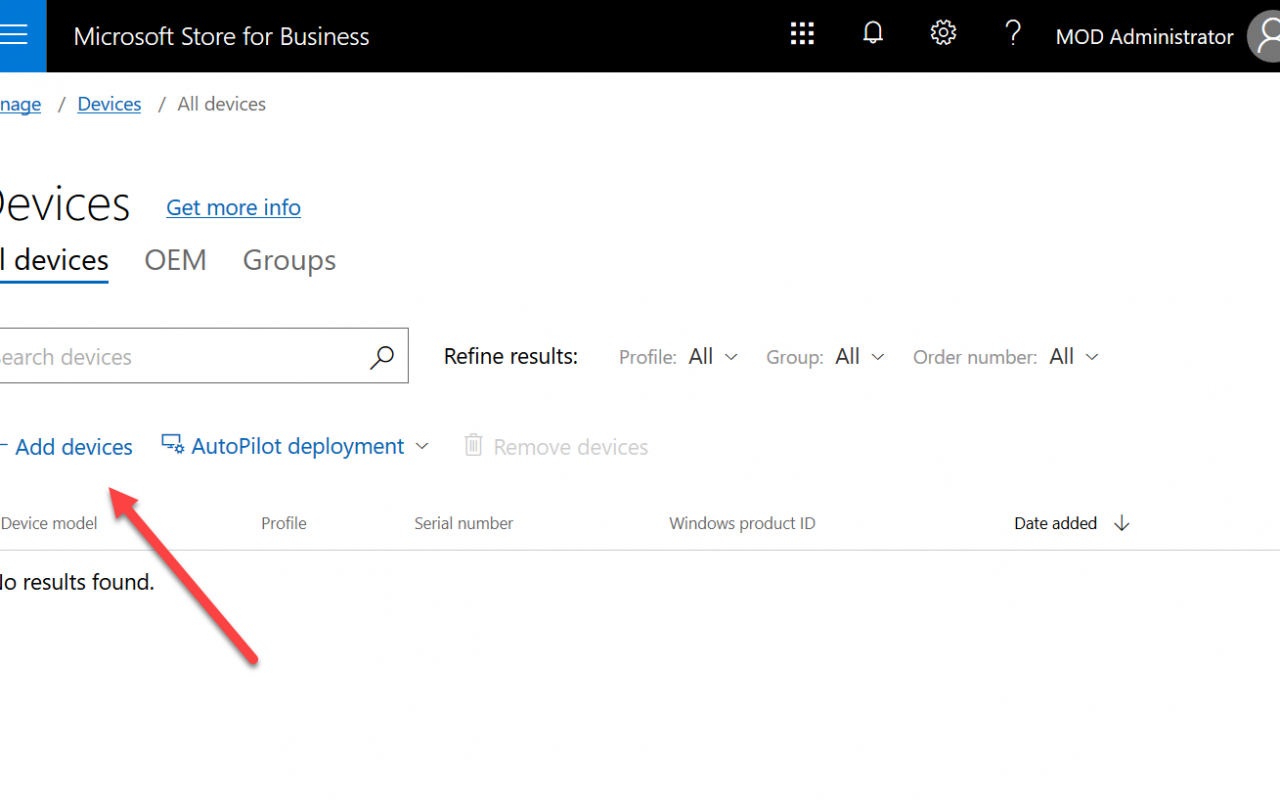 Microsoft Store for Business ? MOD Administrator
nage / Devices / All devices
Devices Get more info
l devices OEM Groups
earch devices Refine results: Profile: All Group: All Order number: All
Add devices AutoPilot deployment Remove devices
Device model Profile Serial number Windows product ID Date added
No results found.